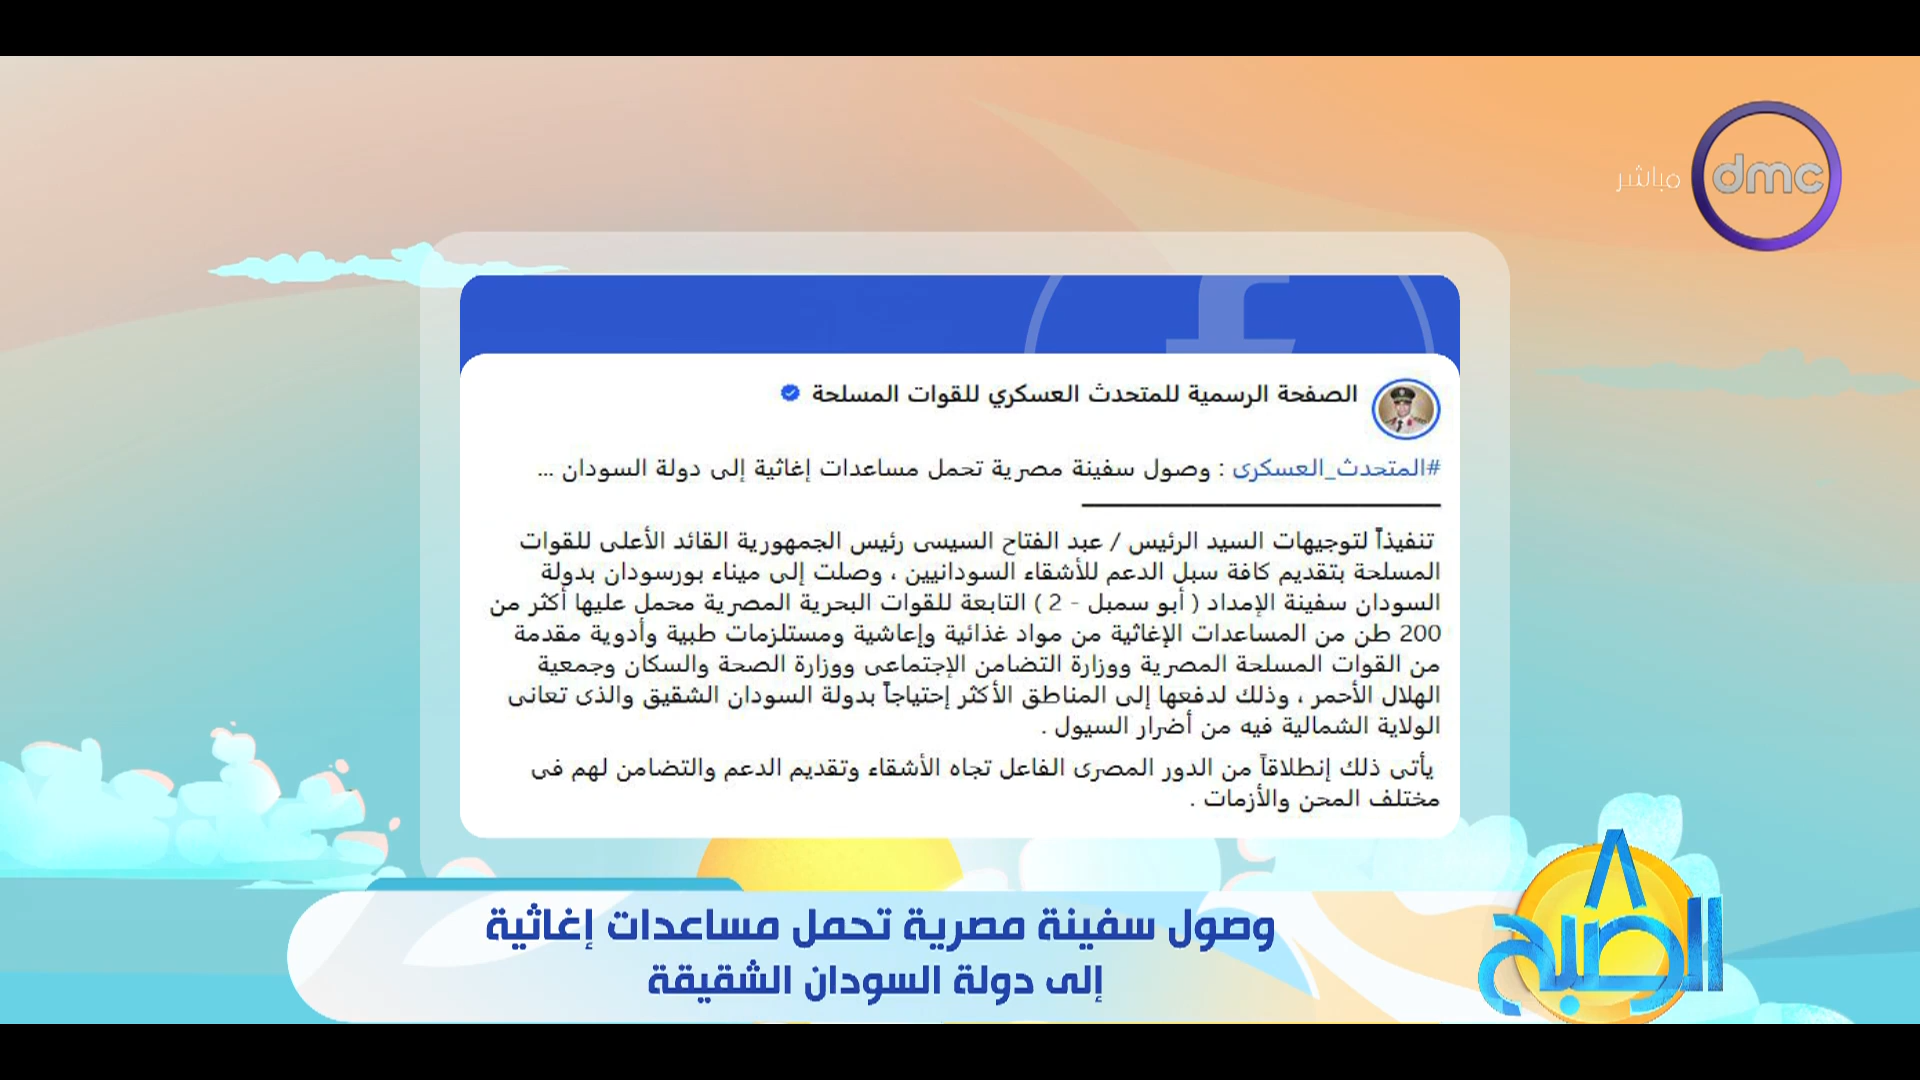 dmc
مباشر
الصفحة الرسمية للمتحدث العسكري للقوات المسلحة
#المتحدث_العسكرى : وصول سفينة مصرية تحمل مساعدات إغاثية إلى دولة السودان ...
تنفيذاً لتوجيهات السيد الرئيس / عبد الفتاح السيسى رئيس الجمهورية القائد الأعلى للقوات
المسلحة بتقديم كافة سبل الدعم للأشقاء السودانيين ، وصلت إلى ميناء بورسودان بدولة
السودان سفينة الإمداد ( أبو سمبل - 2 ) التابعة للقوات البحرية المصرية محمل عليها أكثر من
200 طن من المساعدات الإغاثية من مواد غذائية وإعاشية ومستلزمات طبية وأدوية مقدمة
من القوات المسلحة المصرية ووزارة التضامن الإجتماعى ووزارة الصحة والسكان وجمعية
الهلال الأحمر ، وذلك لدفعها إلى المناطق الأكثر إحتياجاً بدولة السودان الشقيق والذى تعانى
الولاية الشمالية فيه من أضرار السيول .
يأتى ذلك إنطلاقاً من الدور المصرى الفاعل تجاه الأشقاء وتقديم الدعم والتضامن لهم فى
مختلف المحن والأزمات .
وصول سفينة مصرية تحمل مساعدات إغاثية
إلى دولة السودان الشقيقة
٨
الصبح